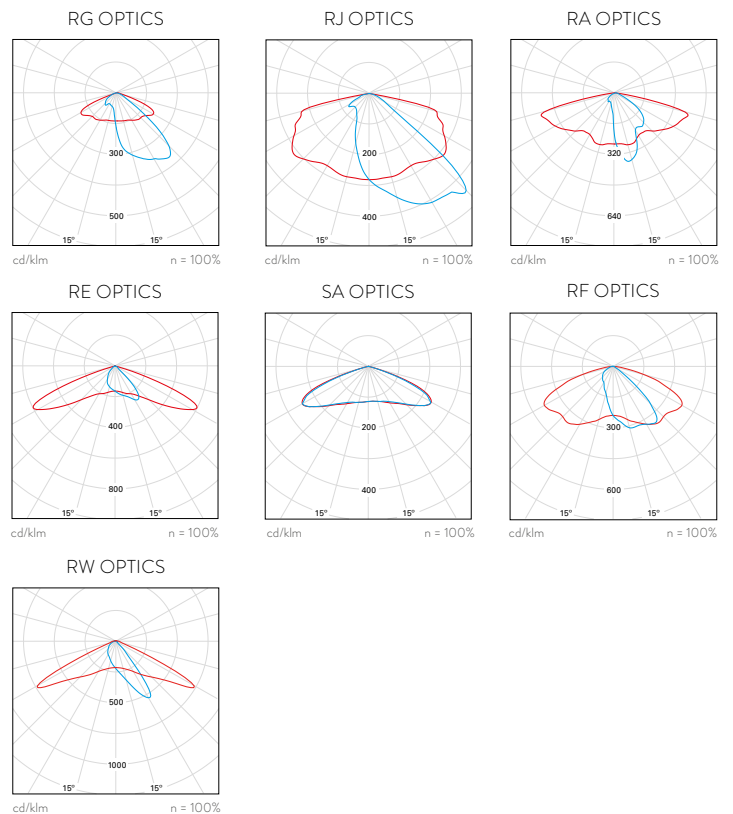 RG OPTICS
RJ OPTICS
RA OPTICS
300
500
15° 15°
200
400
15° 15°
320
640
15° 15°
cd/klm n = 100%
cd/klm n = 100%
cd/klm n = 100%
RE OPTICS
SA OPTICS
RF OPTICS
400
800
15° 15°
200
400
15° 15°
300
600
15° 15°
cd/klm n = 100%
cd/klm n = 100%
cd/klm n = 100%
RW OPTICS
500
1000
15° 15°
cd/klm n = 100%